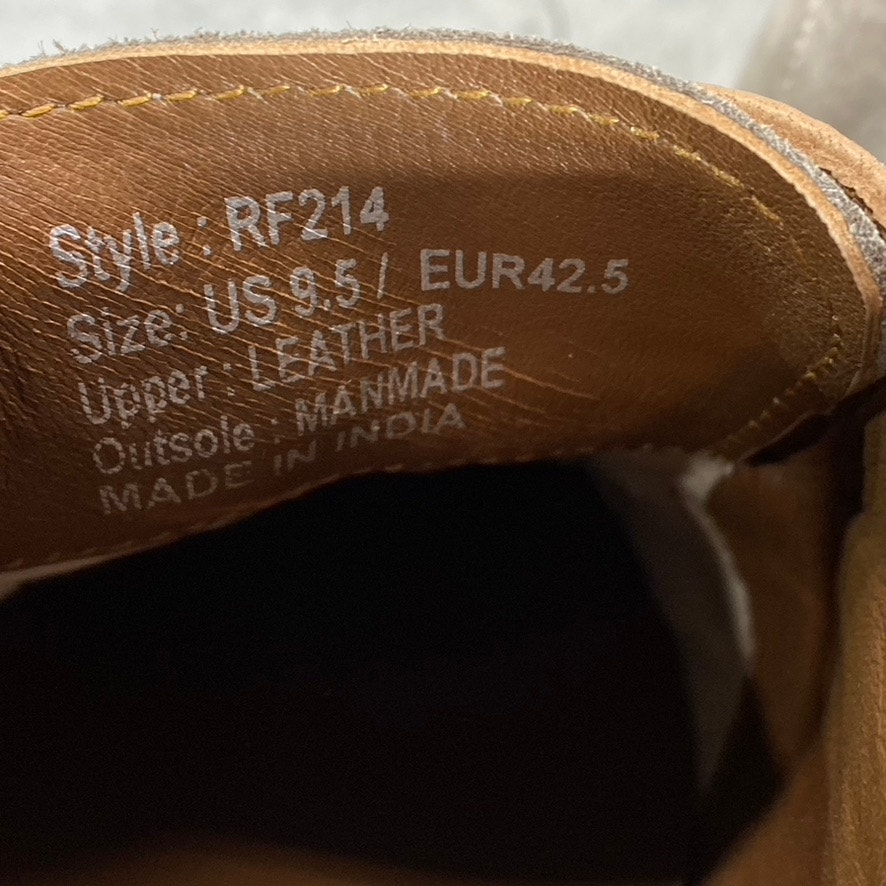 Style : RF214
Size: US 9.5 / EUR42.5
Upper : LEATHER
Outsole : MANMADE
MADE IN INDIA